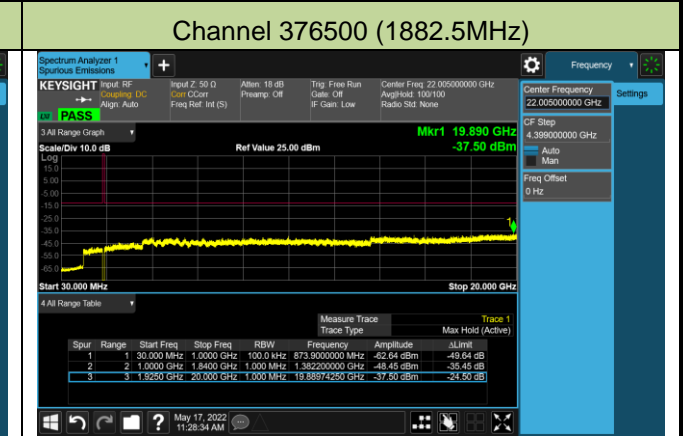 Channel 376500 (1882.5MHz)
Spectrum Analyzer 1
Spurious Emissions
Frequency
Settings
KEYSIGHT Input: RF Input Z: 50 Ω Atten: 18 dB Trig: Free Run Center Freq: 22.005000000 GHz
Coupling: DC Corr CCorr Preamp: Off Gate: Off Avg|Hold: 100/100
Align: Auto Freq Ref: Int (S) IF Gain: Low Radio Std: None
PASS
Center Frequency
22.005000000 GHz
CF Step
4.399000000 GHz
Auto
Man
Freq Offset
0 Hz
3 All Range Graph
Mkr1 19.890 GHz
Scale/Div 10.0 dB Ref Value 25.00 dBm -37.50 dBm
Log
15.0
5.00
-5.00
-15.0
-25.0
-35.0
-45.0
-55.0
-65.0
1
Start 30.000 MHz Stop 20.000 GHz
4 All Range Table
Measure Trace Trace 1
Trace Type Max Hold (Active)
Spur Range Start Freq Stop Freq RBW Frequency Amplitude ΔLimit
1 1 30.000 MHz 1.0000 GHz 100.0 kHz 873.9000000 MHz -62.64 dBm -49.64 dB
2 2 1.0000 GHz 1.8400 GHz 1.000 MHz 1.382200000 GHz -48.45 dBm -35.45 dB
3 3 1.9250 GHz 20.000 GHz 1.000 MHz 19.88974250 GHz -37.50 dBm -24.50 dB
May 17, 2022
11:28:34 AM